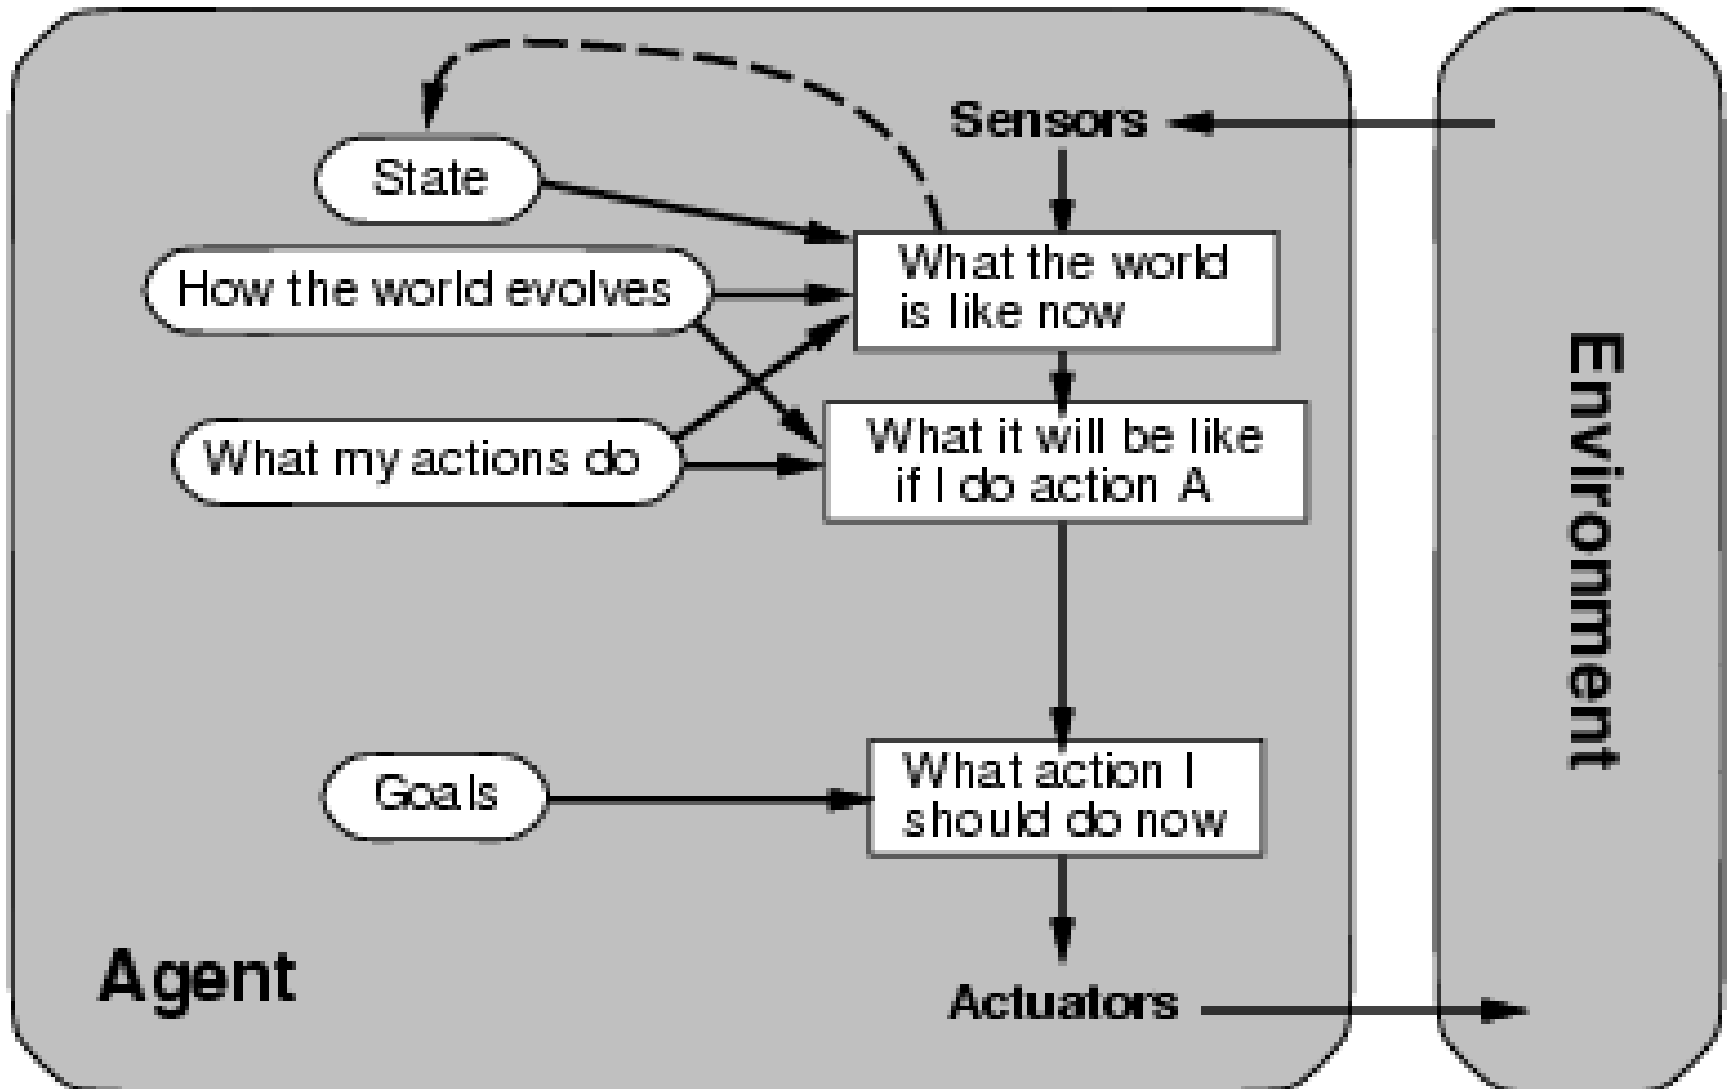 Sensors
State
What the world
is like now
How the world evolves
What it will be like
if I do action A
What my actions do
Environment
Goals
What action I
should do now
Agent
Actuators